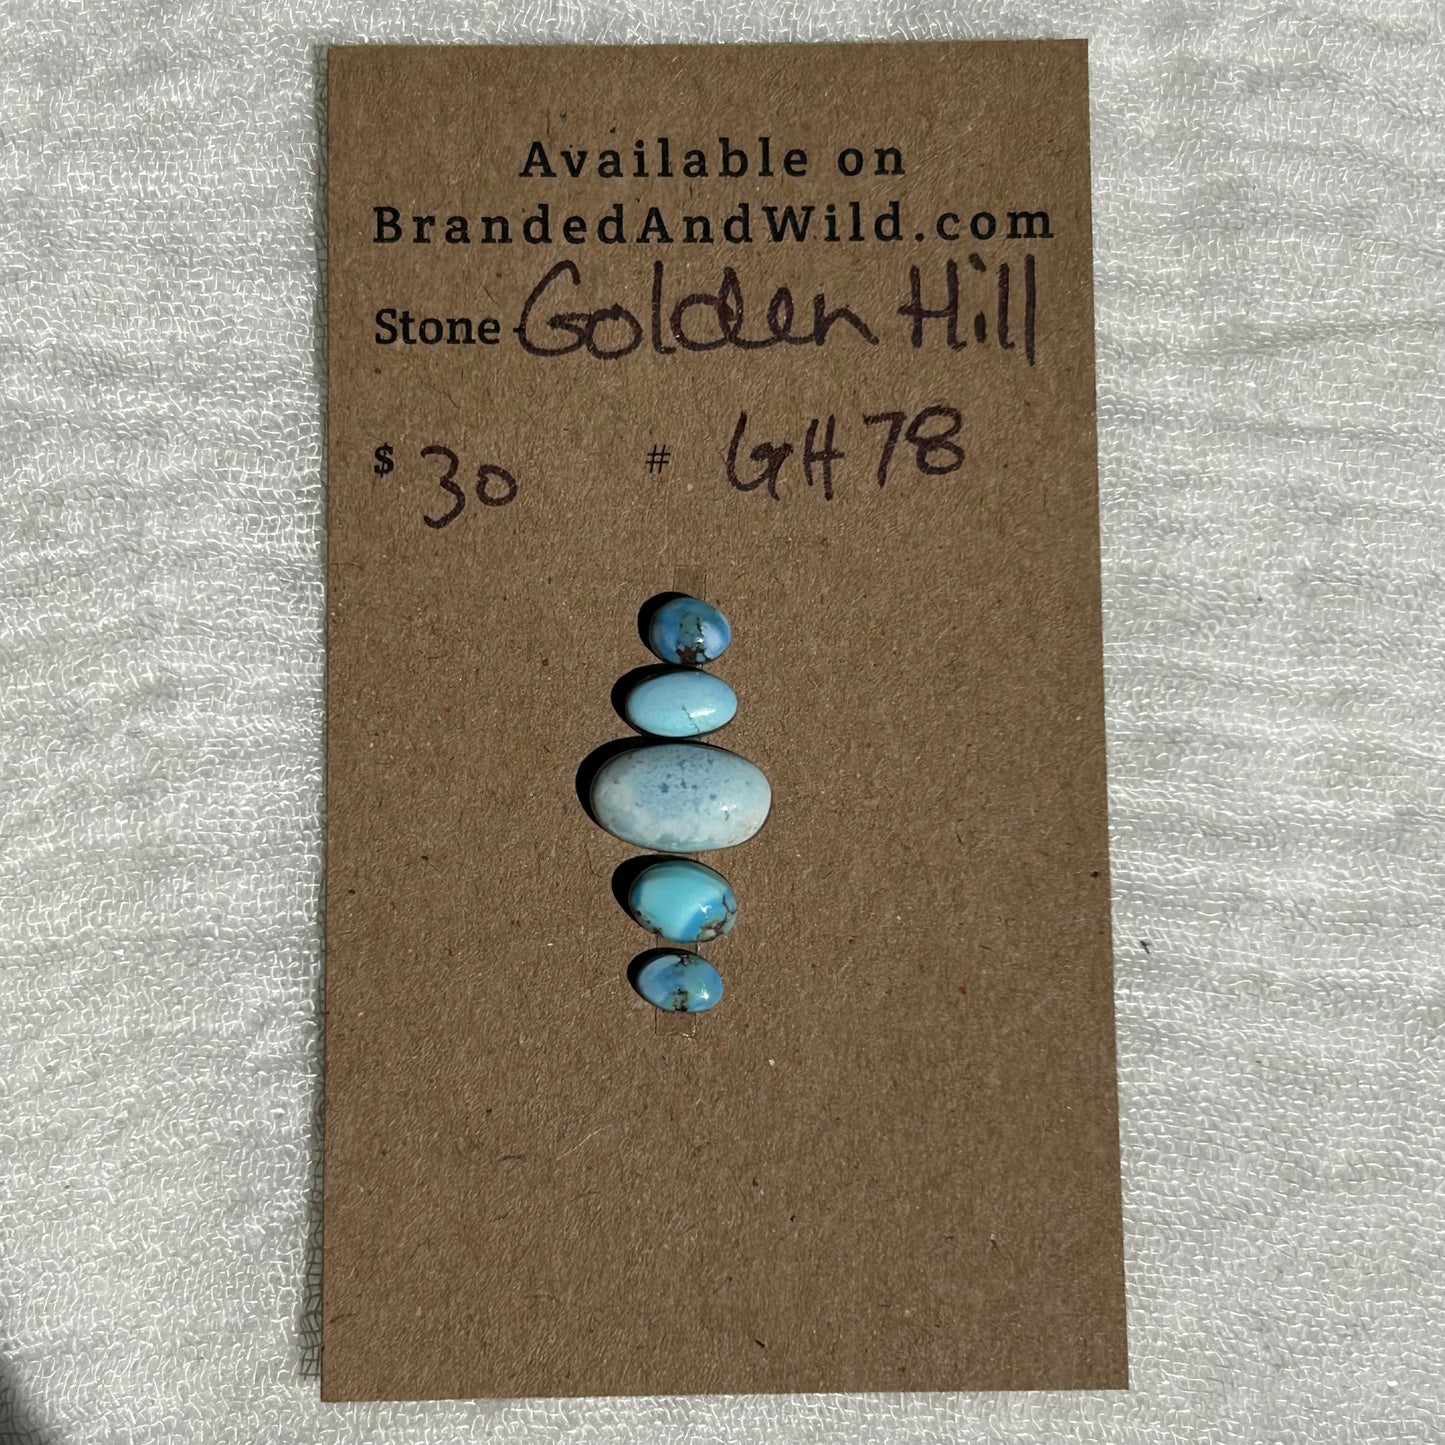 Available on
BrandedAndWild.com
Stone - Golden Hill
$ 30 # GH78